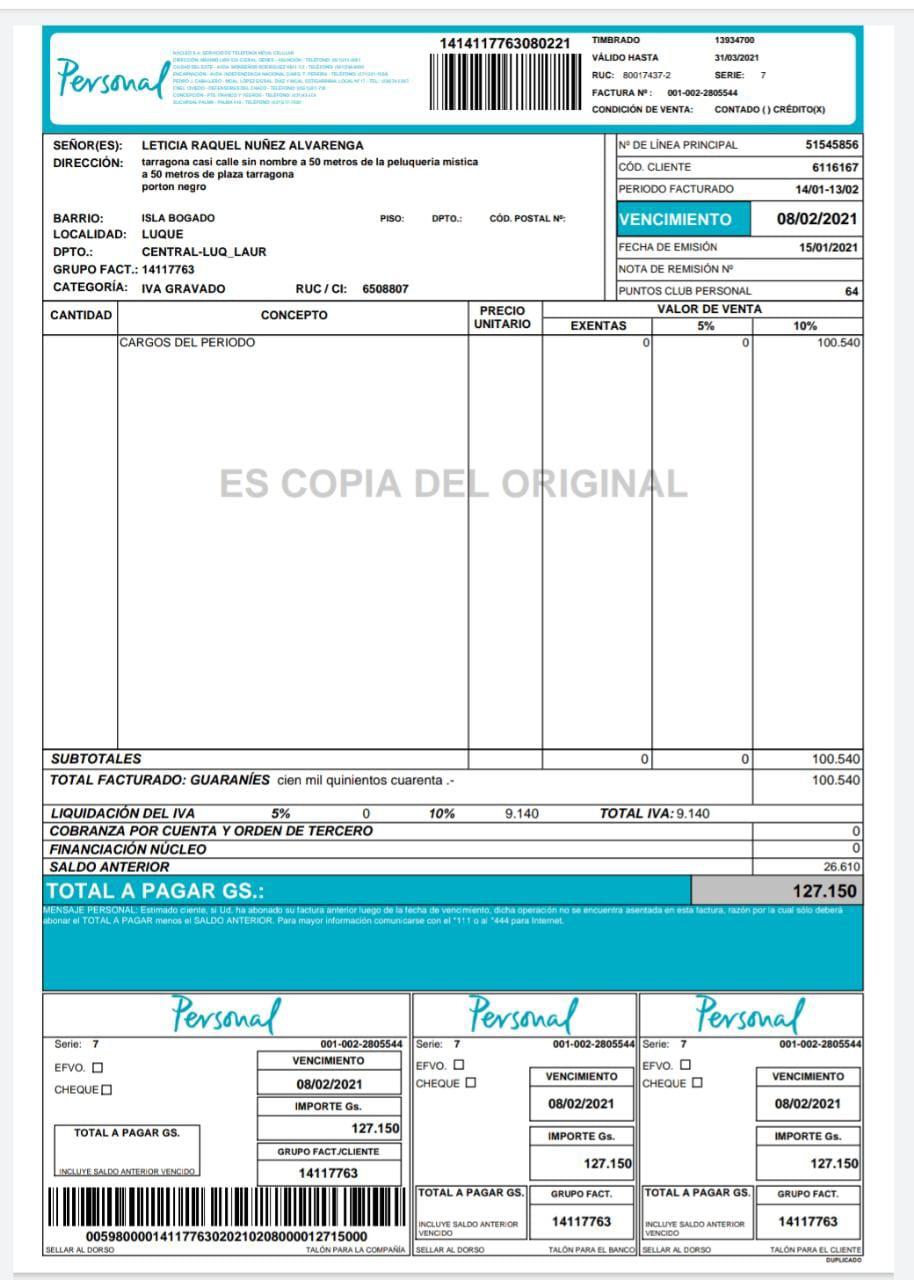 Personal
1414117763080221
TIMBRADO 13934700
VÁLIDO HASTA 31/03/2021
RUC: 80017437-2 SERIE: 7
FACTURA Nº : 001-002-2805544
CONDICIÓN DE VENTA: CONTADO ( ) CRÉDITO(X)
SEÑOR(ES): LETICIA RAQUEL NUÑEZ ALVARENGA
DIRECCIÓN: tarragona casi calle sin nombre a 50 metros de la peluqueria mistica
a 50 metros de plaza tarragona
porton negro
BARRIO: ISLA BOGADO PISO: DPTO.: CÓD. POSTAL Nº:
LOCALIDAD: LUQUE
DPTO.: CENTRAL-LUQ_LAUR
GRUPO FACT.: 14117763
CATEGORÍA: IVA GRAVADO RUC / CI: 6508807
Nº DE LÍNEA PRINCIPAL 51545856
CÓD. CLIENTE 6116167
PERIODO FACTURADO 14/01-13/02
VENCIMIENTO 08/02/2021
FECHA DE EMISIÓN 15/01/2021
NOTA DE REMISIÓN Nº
PUNTOS CLUB PERSONAL 64
CANTIDAD CONCEPTO PRECIO UNITARIO VALOR DE VENTA
EXENTAS 5% 10%
CARGOS DEL PERIODO 0 0 100.540
ES COPIA DEL ORIGINAL
SUBTOTALES 0 0 100.540
TOTAL FACTURADO: GUARANÍES cien mil quinientos cuarenta .- 100.540
LIQUIDACIÓN DEL IVA 5% 0 10% 9.140 TOTAL IVA: 9.140
COBRANZA POR CUENTA Y ORDEN DE TERCERO 0
FINANCIACIÓN NÚCLEO 0
SALDO ANTERIOR 26.610
TOTAL A PAGAR GS.: 127.150
MENSAJE PERSONAL: Estimado cliente, si Ud. ha abonado su factura anterior luego de la fecha de vencimiento, dicha operación no se encuentra asentada en esta factura, razón por la cual sólo deberá
abonar el TOTAL A PAGAR menos el SALDO ANTERIOR. Para mayor información comunicarse con el *111 o al *444 para Internet.
Personal
Serie: 7 001-002-2805544
EFVO.
CHEQUE
VENCIMIENTO
08/02/2021
IMPORTE Gs.
127.150
TOTAL A PAGAR GS.
INCLUYE SALDO ANTERIOR VENCIDO
GRUPO FACT./CLIENTE
14117763
00598000014117763020210208000012715000
SELLAR AL DORSO TALÓN PARA LA COMPAÑÍA
Personal
Serie: 7 001-002-2805544
EFVO.
CHEQUE
VENCIMIENTO
08/02/2021
IMPORTE Gs.
127.150
TOTAL A PAGAR GS.
INCLUYE SALDO ANTERIOR
VENCIDO
GRUPO FACT.
14117763
SELLAR AL DORSO TALÓN PARA EL BANCO
Personal
Serie: 7 001-002-2805544
EFVO.
CHEQUE
VENCIMIENTO
08/02/2021
IMPORTE Gs.
127.150
TOTAL A PAGAR GS.
INCLUYE SALDO ANTERIOR
VENCIDO
GRUPO FACT.
14117763
SELLAR AL DORSO TALÓN PARA EL CLIENTE
DUPLICADO